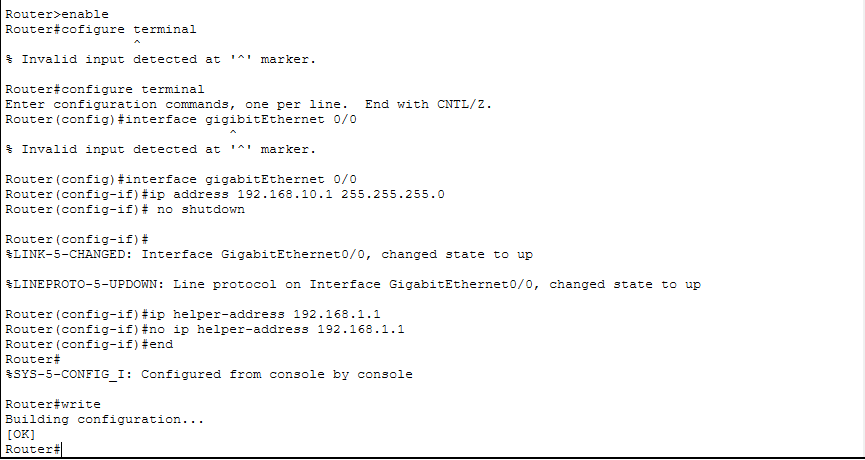 Router>enable
Router#cofigure terminal
^
% Invalid input detected at '^' marker.
Router#configure terminal
Enter configuration commands, one per line.  End with CNTL/Z.
Router(config)#interface gigibitEthernet 0/0
^
% Invalid input detected at '^' marker.
Router(config)#interface gigabitEthernet 0/0
Router(config-if)#ip address 192.168.10.1 255.255.255.0
Router(config-if)# no shutdown
Router(config-if)#
%LINK-5-CHANGED: Interface GigabitEthernet0/0, changed state to up
%LINEPROTO-5-UPDOWN: Line protocol on Interface GigabitEthernet0/0, changed state to up
Router(config-if)#ip helper-address 192.168.1.1
Router(config-if)#no ip helper-address 192.168.1.1
Router(config-if)#end
Router#
%SYS-5-CONFIG_I: Configured from console by console
Router#write
Building configuration...
[OK]
Router#